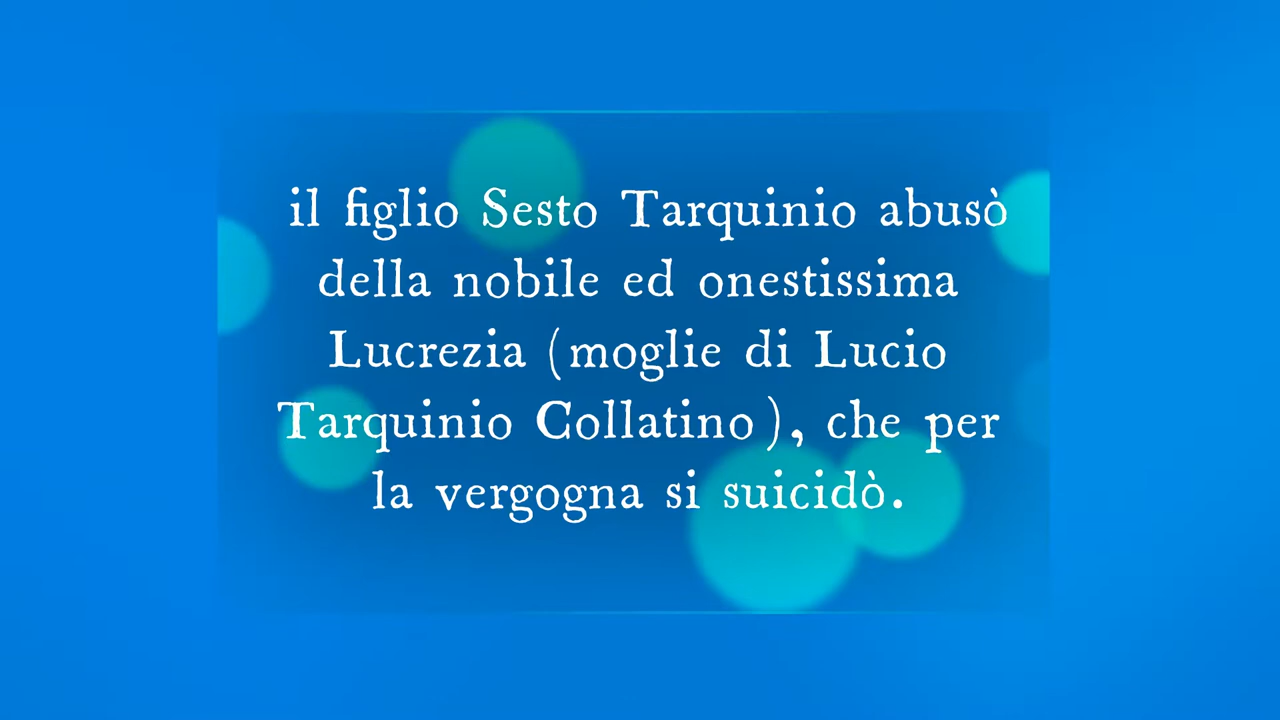 il figlio Sesto Tarquinio abusò
della nobile ed onestissima
Lucrezia (moglie di Lucio
Tarquinio Collatino), che per
la vergogna si suicidò.